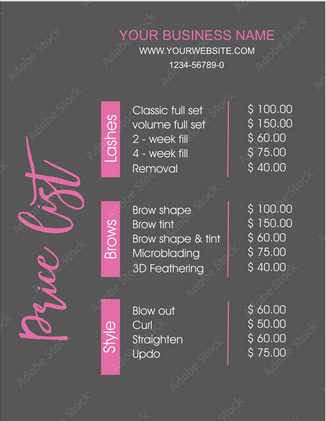 YOUR BUSINESS NAME
WWW.YOURWEBSITE.COM
1234-56789-0
Price list
Lashes
Classic full set $ 100.00
volume full set $ 150.00
2 - week fill $ 60.00
4 - week fill $ 75.00
Removal $ 40.00
Brows
Brow shape $ 100.00
Brow tint $ 150.00
Brow shape & tint $ 60.00
Microblading $ 75.00
3D Feathering $ 40.00
Style
Blow out $ 60.00
Curl $ 50.00
Straighten $ 60.00
Updo $ 75.00
Adobe Stock